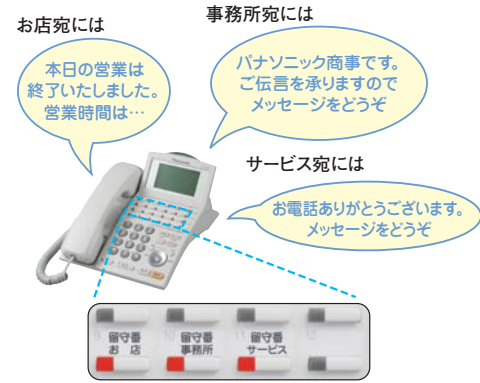 お店宛には
本日の営業は
終了いたしました。
営業時間は…
事務所宛には
パナソニック商事です。
ご伝言を承りますので
メッセージをどうぞ
サービス宛には
お電話ありがとうございます。
メッセージをどうぞ
Panasonic
9 留守番
お 店
10 留守番
事務所
11 留守番
サービス
12